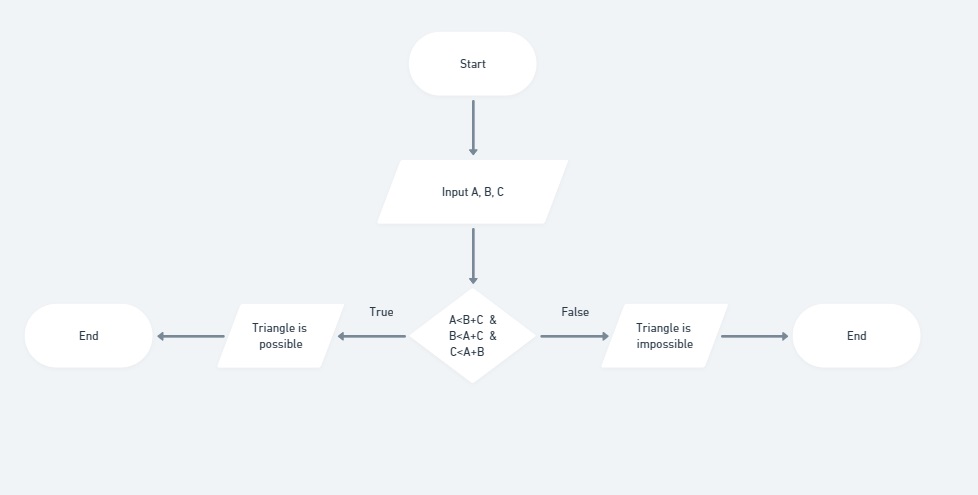 Start
Input A, B, C
True
False
A<B+C &
B<A+C &
C<A+B
End
Triangle is
possible
Triangle is
impossible
End